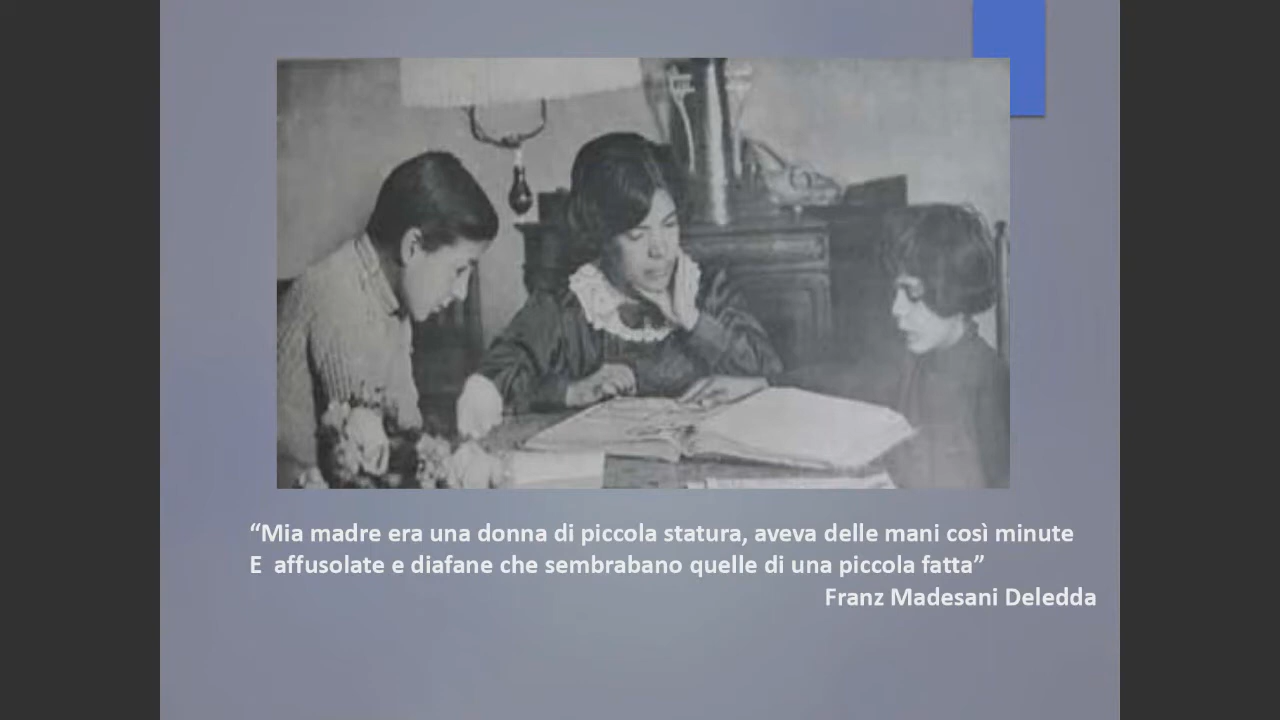 “Mia madre era una donna di piccola statura, aveva delle mani così minute
E  affusolate e diafane che sembrabano quelle di una piccola fatta”
Franz Madesani Deledda